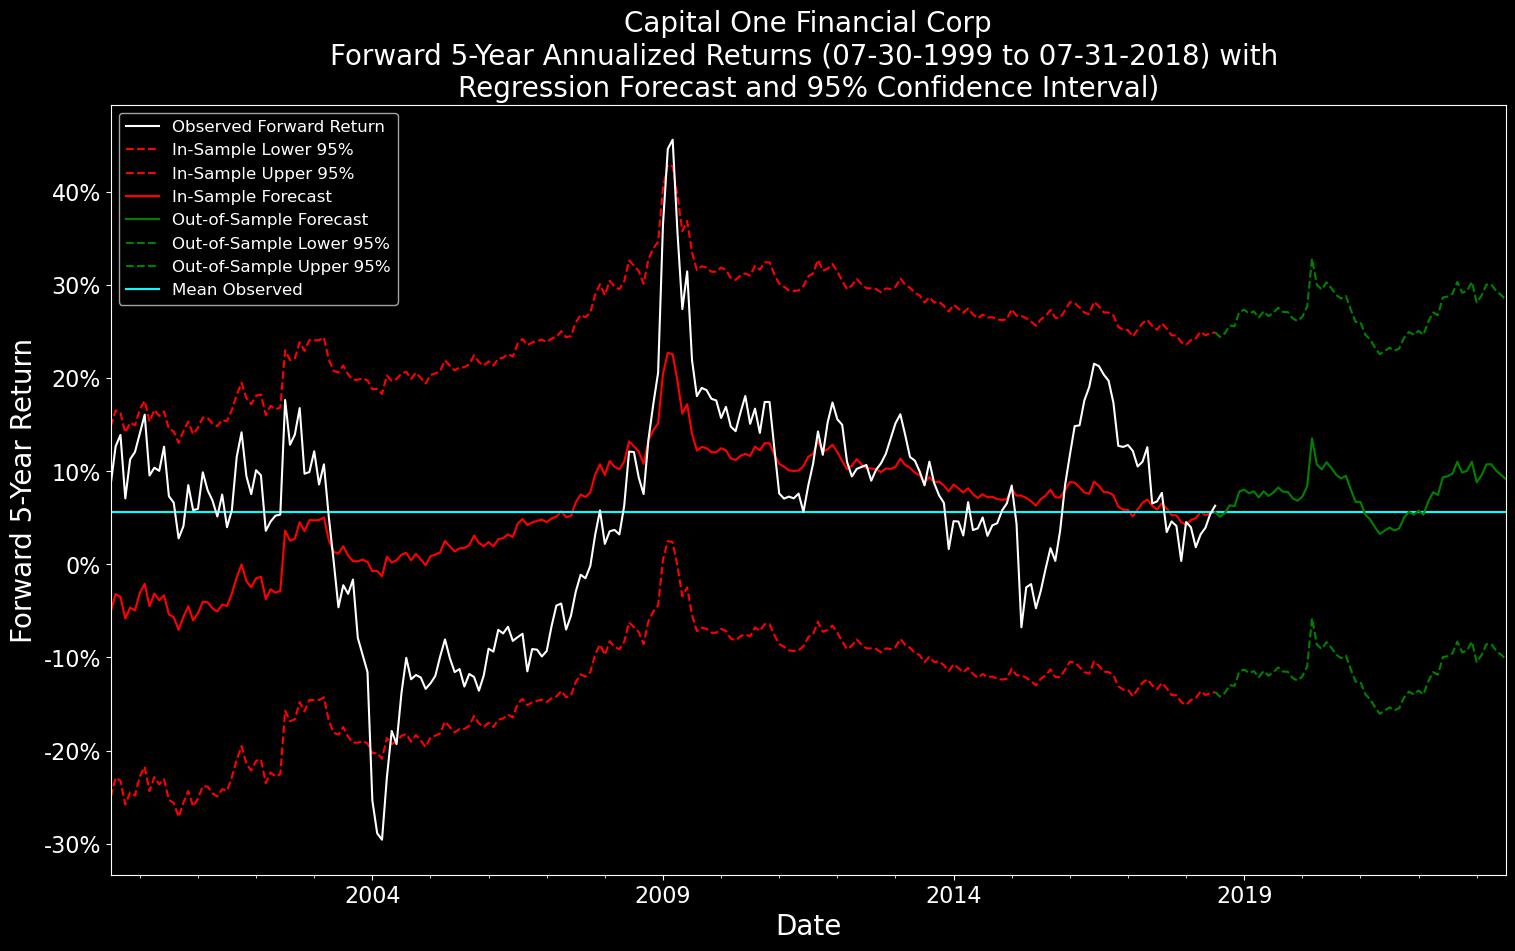 Capital One Financial Corp
Forward 5-Year Annualized Returns (07-30-1999 to 07-31-2018) with
Regression Forecast and 95% Confidence Interval)
Observed Forward Return
In-Sample Lower 95%
In-Sample Upper 95%
In-Sample Forecast
Out-of-Sample Forecast
Out-of-Sample Lower 95%
Out-of-Sample Upper 95%
Mean Observed
Forward 5-Year Return
40%
30%
20%
10%
0%
-10%
-20%
-30%
2004
2009
2014
2019
Date